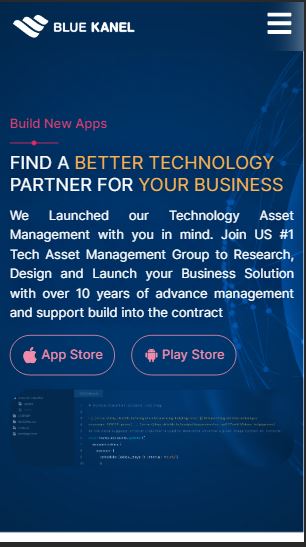 BLUE KANEL
Build New Apps
FIND A BETTER TECHNOLOGY
PARTNER FOR YOUR BUSINESS
We Launched our Technology Asset
Management with you in mind. Join US #1
Tech Asset Management Group to Research,
Design and Launch your Business Solution
with over 10 years of advance management
and support build into the contract
App Store
Play Store